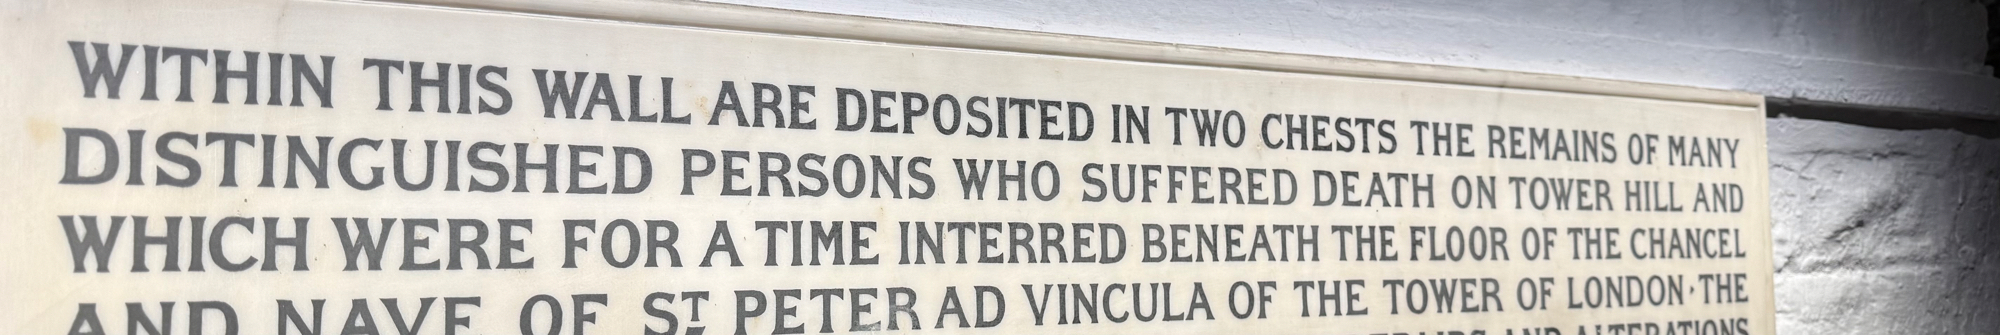 WITHIN THIS WALL ARE DEPOSITED IN TWO CHESTS THE REMAINS OF MANY
DISTINGUISHED PERSONS WHO SUFFERED DEATH ON TOWER HILL AND
WHICH WERE FOR A TIME INTERRED BENEATH THE FLOOR OF THE CHANCEL
AND NAVE OF ST PETER AD VINCULA OF THE TOWER OF LONDON · THE
AND ALTERATIONS